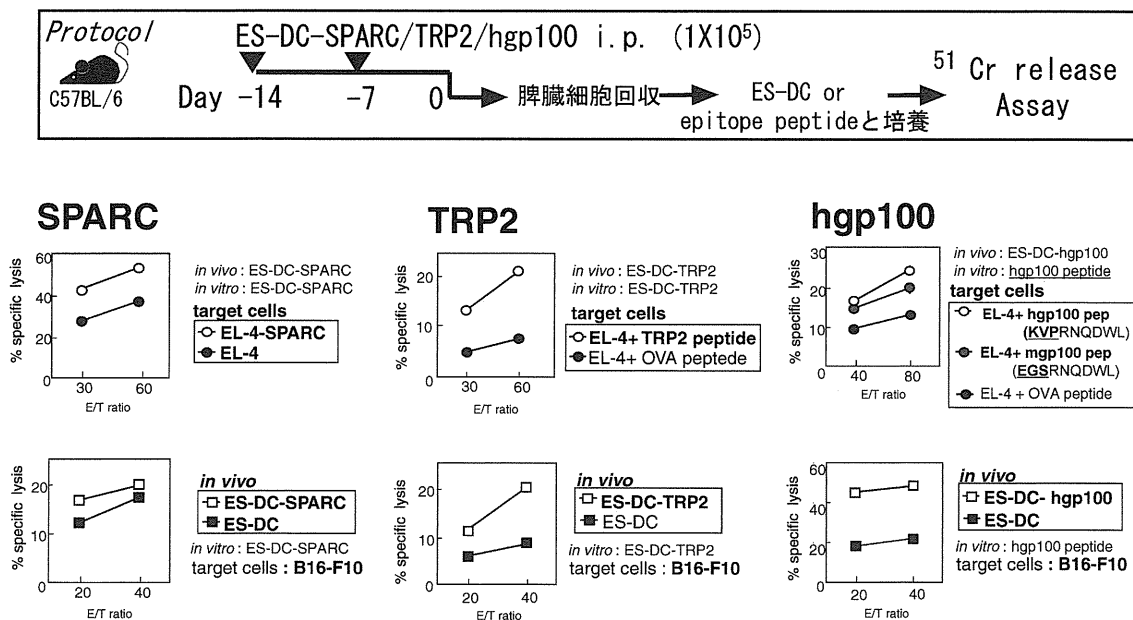 Protocol
C57BL/6
ES-DC-SPARC/TRP2/hgp100 i.p. (1X10⁵)
Day -14 -7 0
脾臓細胞回収
ES-DC or
epitope peptideと培養
⁵¹Cr release
Assay
SPARC
% specific lysis
60
40
20
0
30 60
E/T ratio
in vivo : ES-DC-SPARC
in vitro : ES-DC-SPARC
target cells
EL-4-SPARC
EL-4
TRP2
% specific lysis
20
10
0
30 60
E/T ratio
in vivo : ES-DC-TRP2
in vitro : ES-DC-TRP2
target cells
EL-4+ TRP2 peptide
EL-4+ OVA peptede
hgp100
% specific lysis
30
20
10
0
40 80
E/T ratio
in vivo : ES-DC-hgp100
in vitro : hgp100 peptide
target cells
EL-4+ hgp100 pep
(KVPRNQDWL)
EL-4+ mgp100 pep
(EGSRNQDWL)
EL-4 + OVA peptide
% specific lysis
20
10
0
20 40
E/T ratio
in vivo
ES-DC-SPARC
ES-DC
in vitro : ES-DC-SPARC
target cells : B16-F10
% specific lysis
20
10
0
20 40
E/T ratio
in vivo
ES-DC-TRP2
ES-DC
in vitro : ES-DC-TRP2
target cells : B16-F10
% specific lysis
60
40
20
0
20 40
E/T ratio
in vivo
ES-DC- hgp100
ES-DC
in vitro : hgp100 peptide
target cells : B16-F10